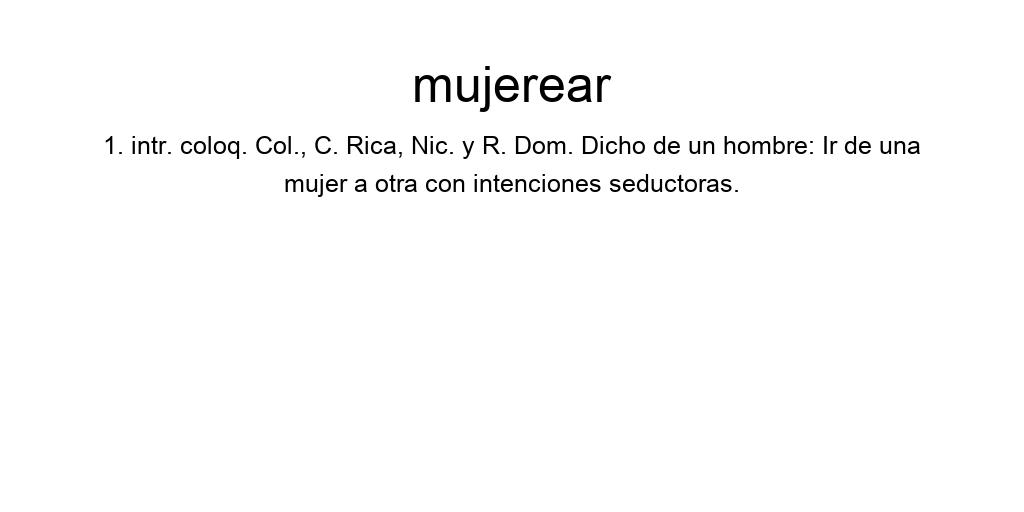 mujerear
1. intr. coloq. Col., C. Rica, Nic. y R. Dom. Dicho de un hombre: Ir de una
mujer a otra con intenciones seductoras.